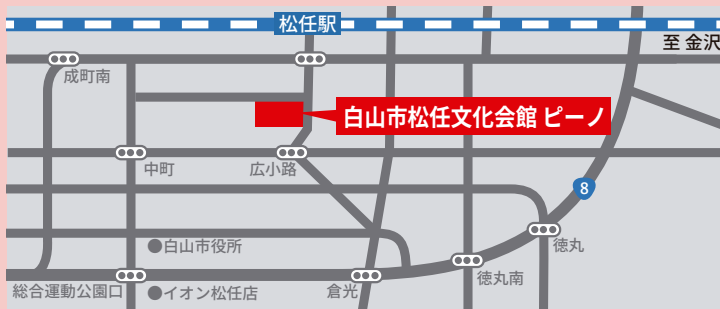 松任駅
至 金沢
成町南
白山市松任文化会館 ピーノ
中町
広小路
8
●白山市役所
徳丸
徳丸南
総合運動公園口
●イオン松任店
倉光